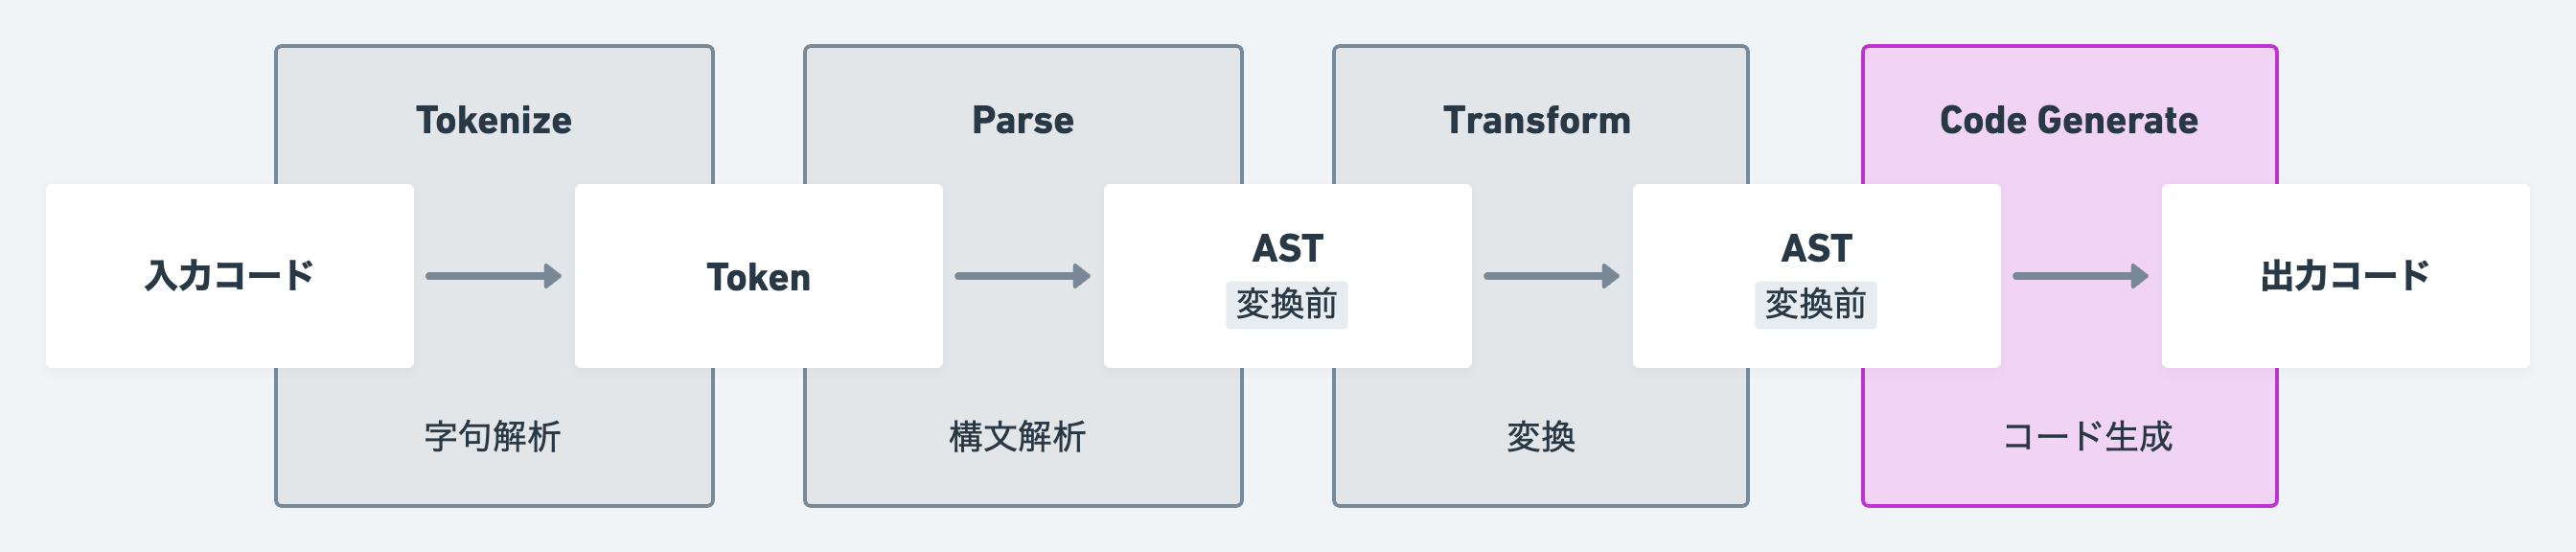 Tokenize
Parse
Transform
Code Generate
入力コード
Token
AST
変換前
AST
変換前
出力コード
字句解析
構文解析
変換
コード生成